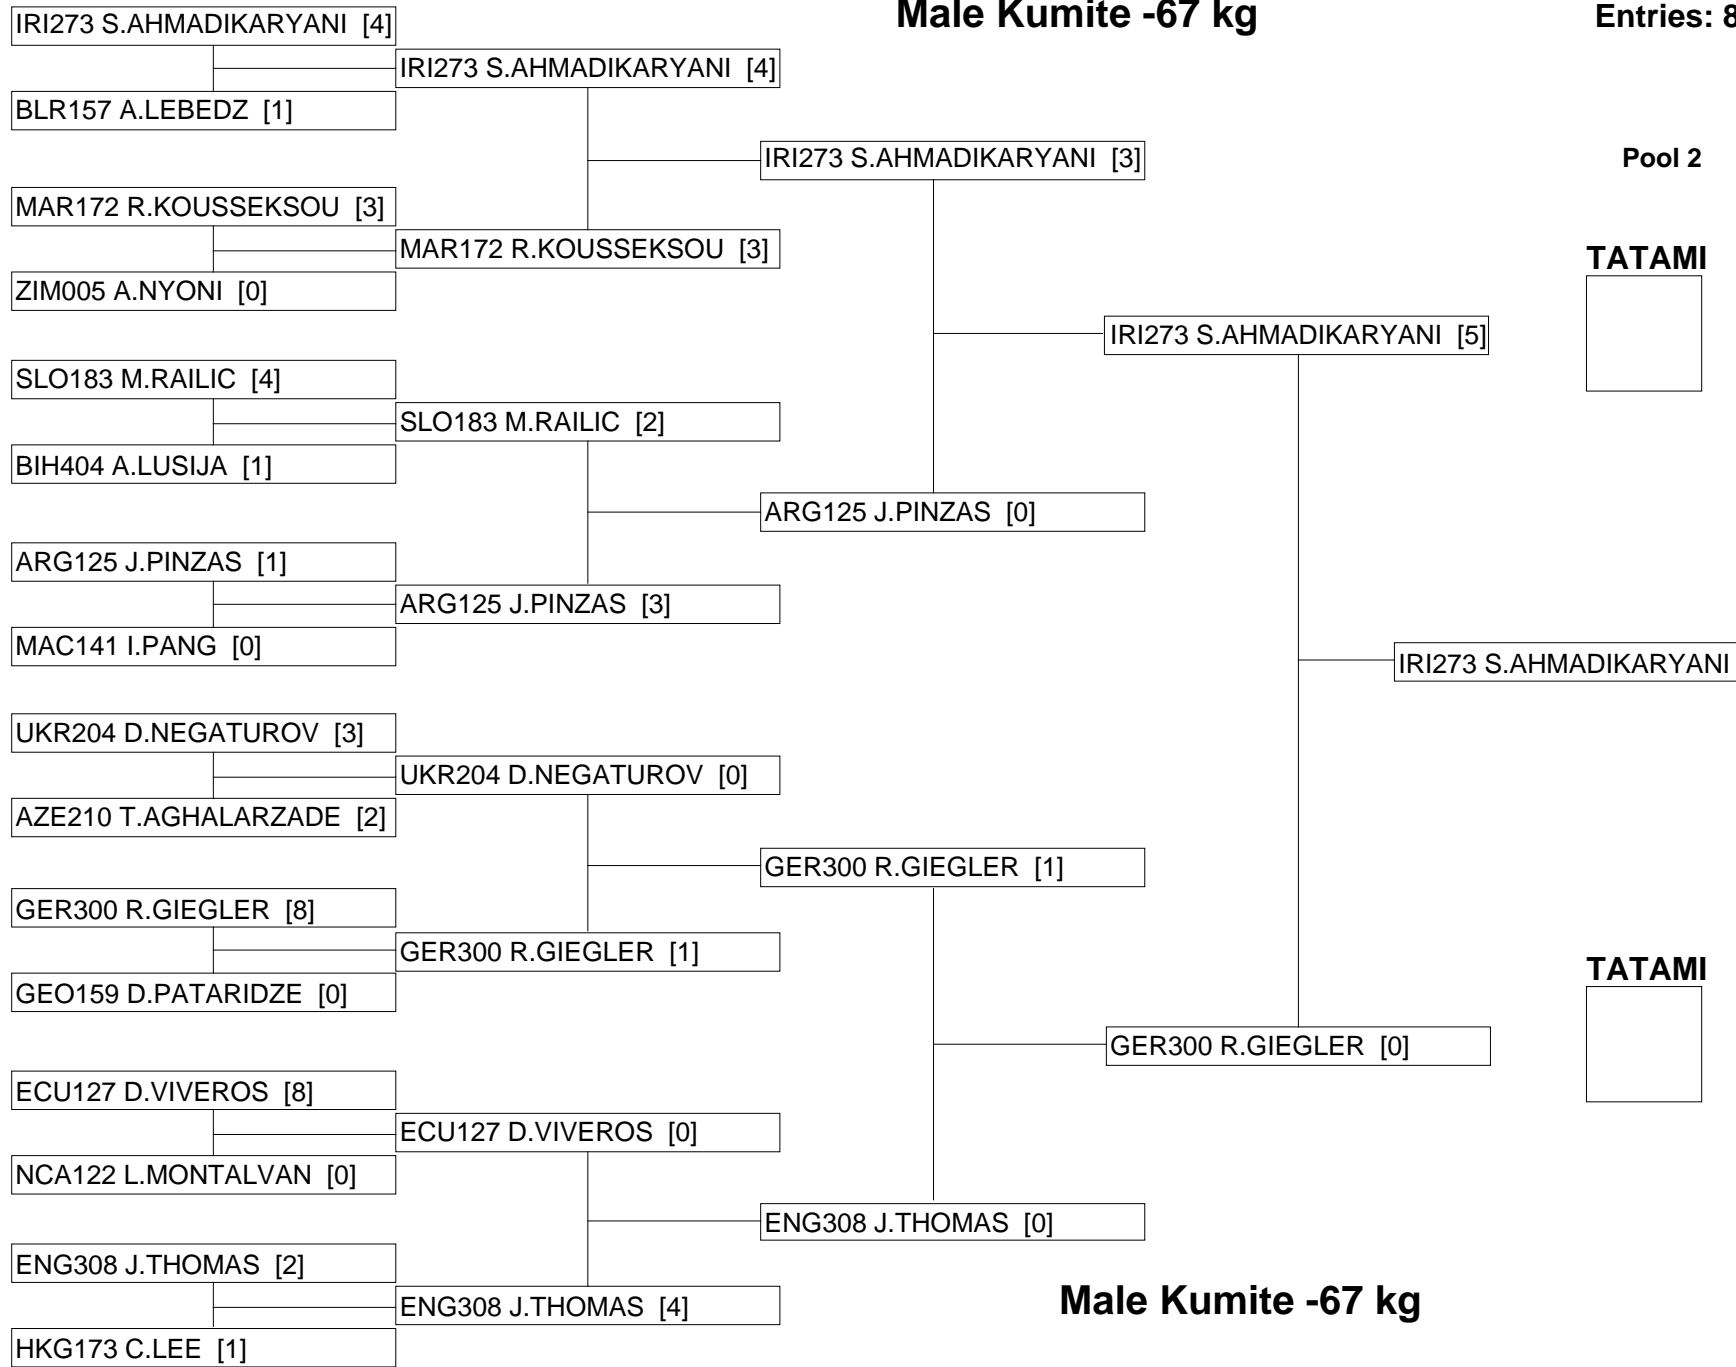 Male Kumite -67 kg
Entries: 8
Pool 2
TATAMI
TATAMI
IRI273 S.AHMADIKARYANI [4]
BLR157 A.LEBEDZ [1]
MAR172 R.KOUSSEKSOU [3]
ZIM005 A.NYONI [0]
SLO183 M.RAILIC [4]
BIH404 A.LUSIJA [1]
ARG125 J.PINZAS [1]
MAC141 I.PANG [0]
UKR204 D.NEGATUROV [3]
AZE210 T.AGHALARZADE [2]
GER300 R.GIEGLER [8]
GEO159 D.PATARIDZE [0]
ECU127 D.VIVEROS [8]
NCA122 L.MONTALVAN [0]
ENG308 J.THOMAS [2]
HKG173 C.LEE [1]
IRI273 S.AHMADIKARYANI [4]
MAR172 R.KOUSSEKSOU [3]
SLO183 M.RAILIC [2]
ARG125 J.PINZAS [3]
UKR204 D.NEGATUROV [0]
GER300 R.GIEGLER [1]
ECU127 D.VIVEROS [0]
ENG308 J.THOMAS [4]
IRI273 S.AHMADIKARYANI [3]
ARG125 J.PINZAS [0]
GER300 R.GIEGLER [1]
ENG308 J.THOMAS [0]
IRI273 S.AHMADIKARYANI [5]
GER300 R.GIEGLER [0]
IRI273 S.AHMADIKARYANI
Male Kumite -67 kg